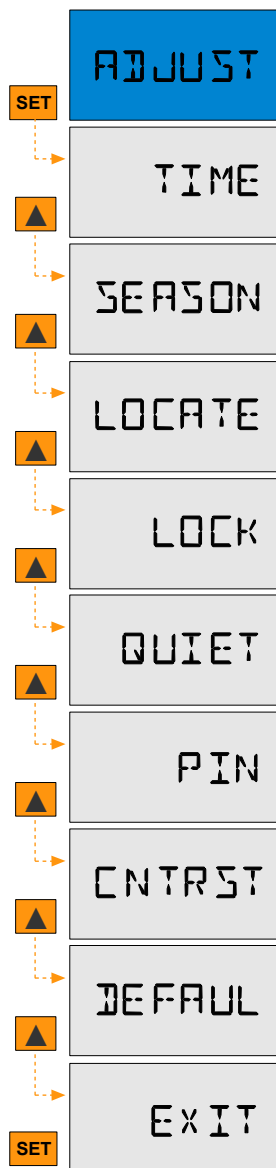 ADJUST
SET
TIME
SEASON
LOCATE
LOCK
QUIET
PIN
CNTRST
DEFAUL
EXIT
SET